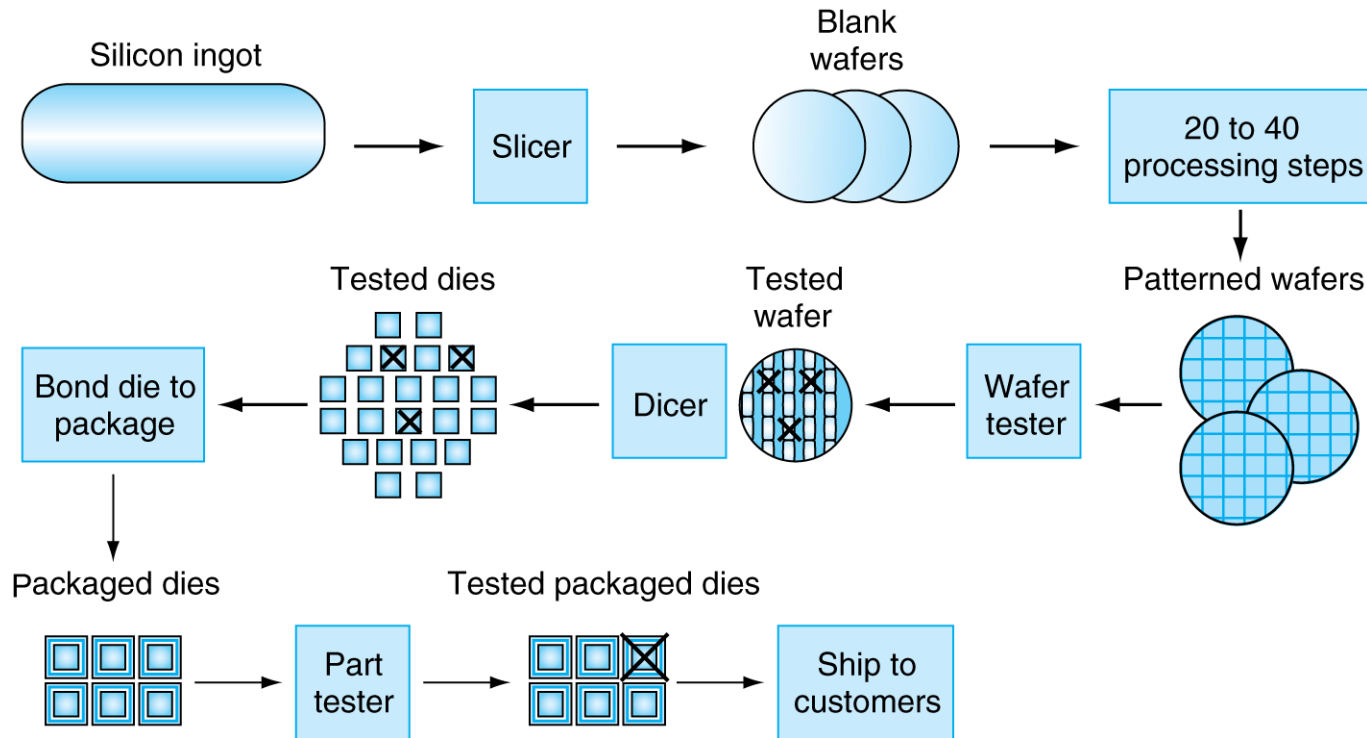 Silicon ingot
Slicer
Blank
wafers
20 to 40
processing steps
Tested dies
Tested
wafer
Patterned wafers
Bond die to
package
Dicer
Wafer
tester
Packaged dies
Tested packaged dies
Part
tester
Ship to
customers